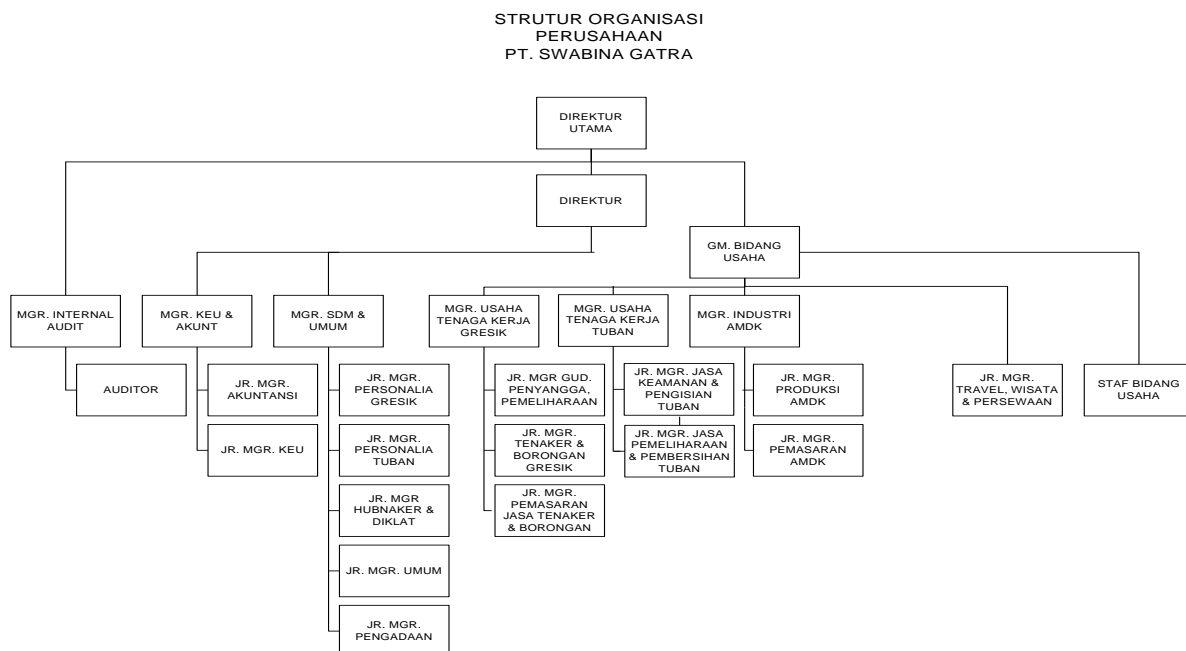 STRUTUR ORGANISASI
PERUSAHAAN
PT. SWABINA GATRA
DIREKTUR
UTAMA
DIREKTUR
GM. BIDANG
USAHA
MGR. INTERNAL
AUDIT
MGR. KEU &
AKUNT
MGR. SDM &
UMUM
MGR. USAHA
TENAGA KERJA
GRESIK
MGR. USAHA
TENAGA KERJA
TUBAN
MGR. INDUSTRI
AMDK
AUDITOR
JR. MGR.
AKUNTANSI
JR. MGR.
PERSONALIA
GRESIK
JR. MGR GUD.
PENYANGGA,
PEMELIHARAAN
JR. MGR. JASA
KEAMANAN &
PENGISIAN
TUBAN
JR. MGR.
PRODUKSI
AMDK
JR. MGR.
TRAVEL, WISATA
& PERSEWAAN
STAF BIDANG
USAHA
JR. MGR. KEU
JR. MGR.
PERSONALIA
TUBAN
JR. MGR.
TENAKER &
BORONGAN
GRESIK
JR. MGR. JASA
PEMELIHARAAN
& PEMBERSIHAN
TUBAN
JR. MGR.
PEMASARAN
AMDK
JR. MGR
HUBNAKER &
DIKLAT
JR. MGR.
PEMASARAN
JASA TENAKER
& BORONGAN
JR. MGR. UMUM
JR. MGR.
PENGADAAN